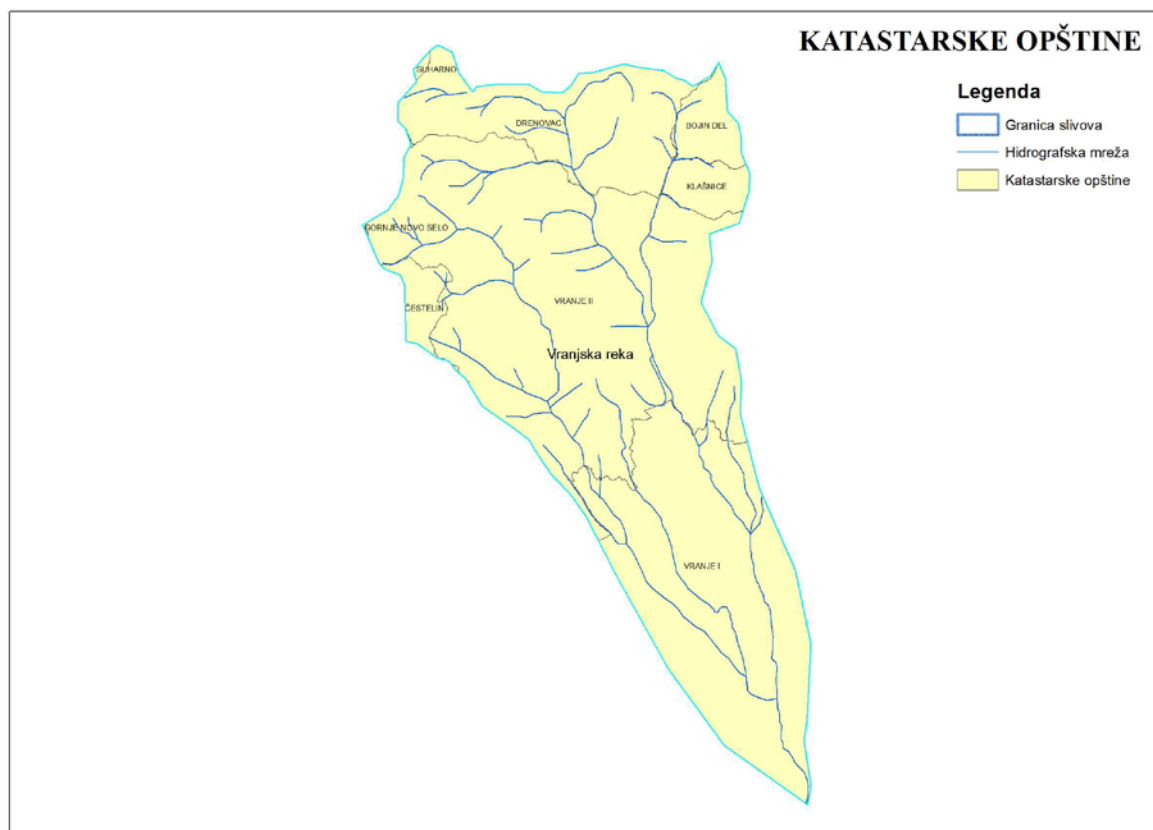 KATASTARSKE OPŠTINE
Legenda
Granica slivova
Hidrografska mreža
Katastarske opštine
SUHARNO
DRENOVAC
BOJIN DEL
KLAŠNICE
GORNJE NOVO SELO
ČESTELIN
VRANJE II
Vranjska reka
VRANJE I